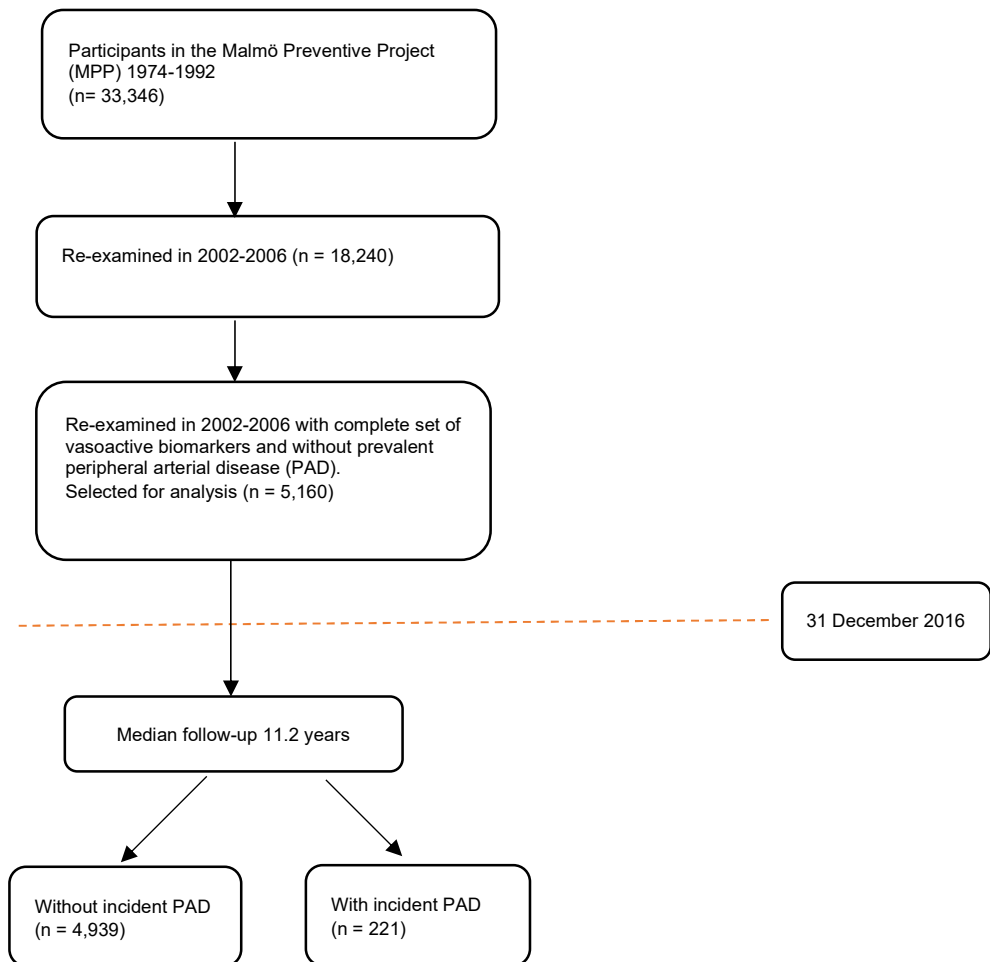 Participants in the Malmö Preventive Project
(MPP) 1974-1992
(n= 33,346)
Re-examined in 2002-2006 (n = 18,240)
Re-examined in 2002-2006 with complete set of
vasoactive biomarkers and without prevalent
peripheral arterial disease (PAD).
Selected for analysis (n = 5,160)
31 December 2016
Median follow-up 11.2 years
Without incident PAD
(n = 4,939)
With incident PAD
(n = 221)